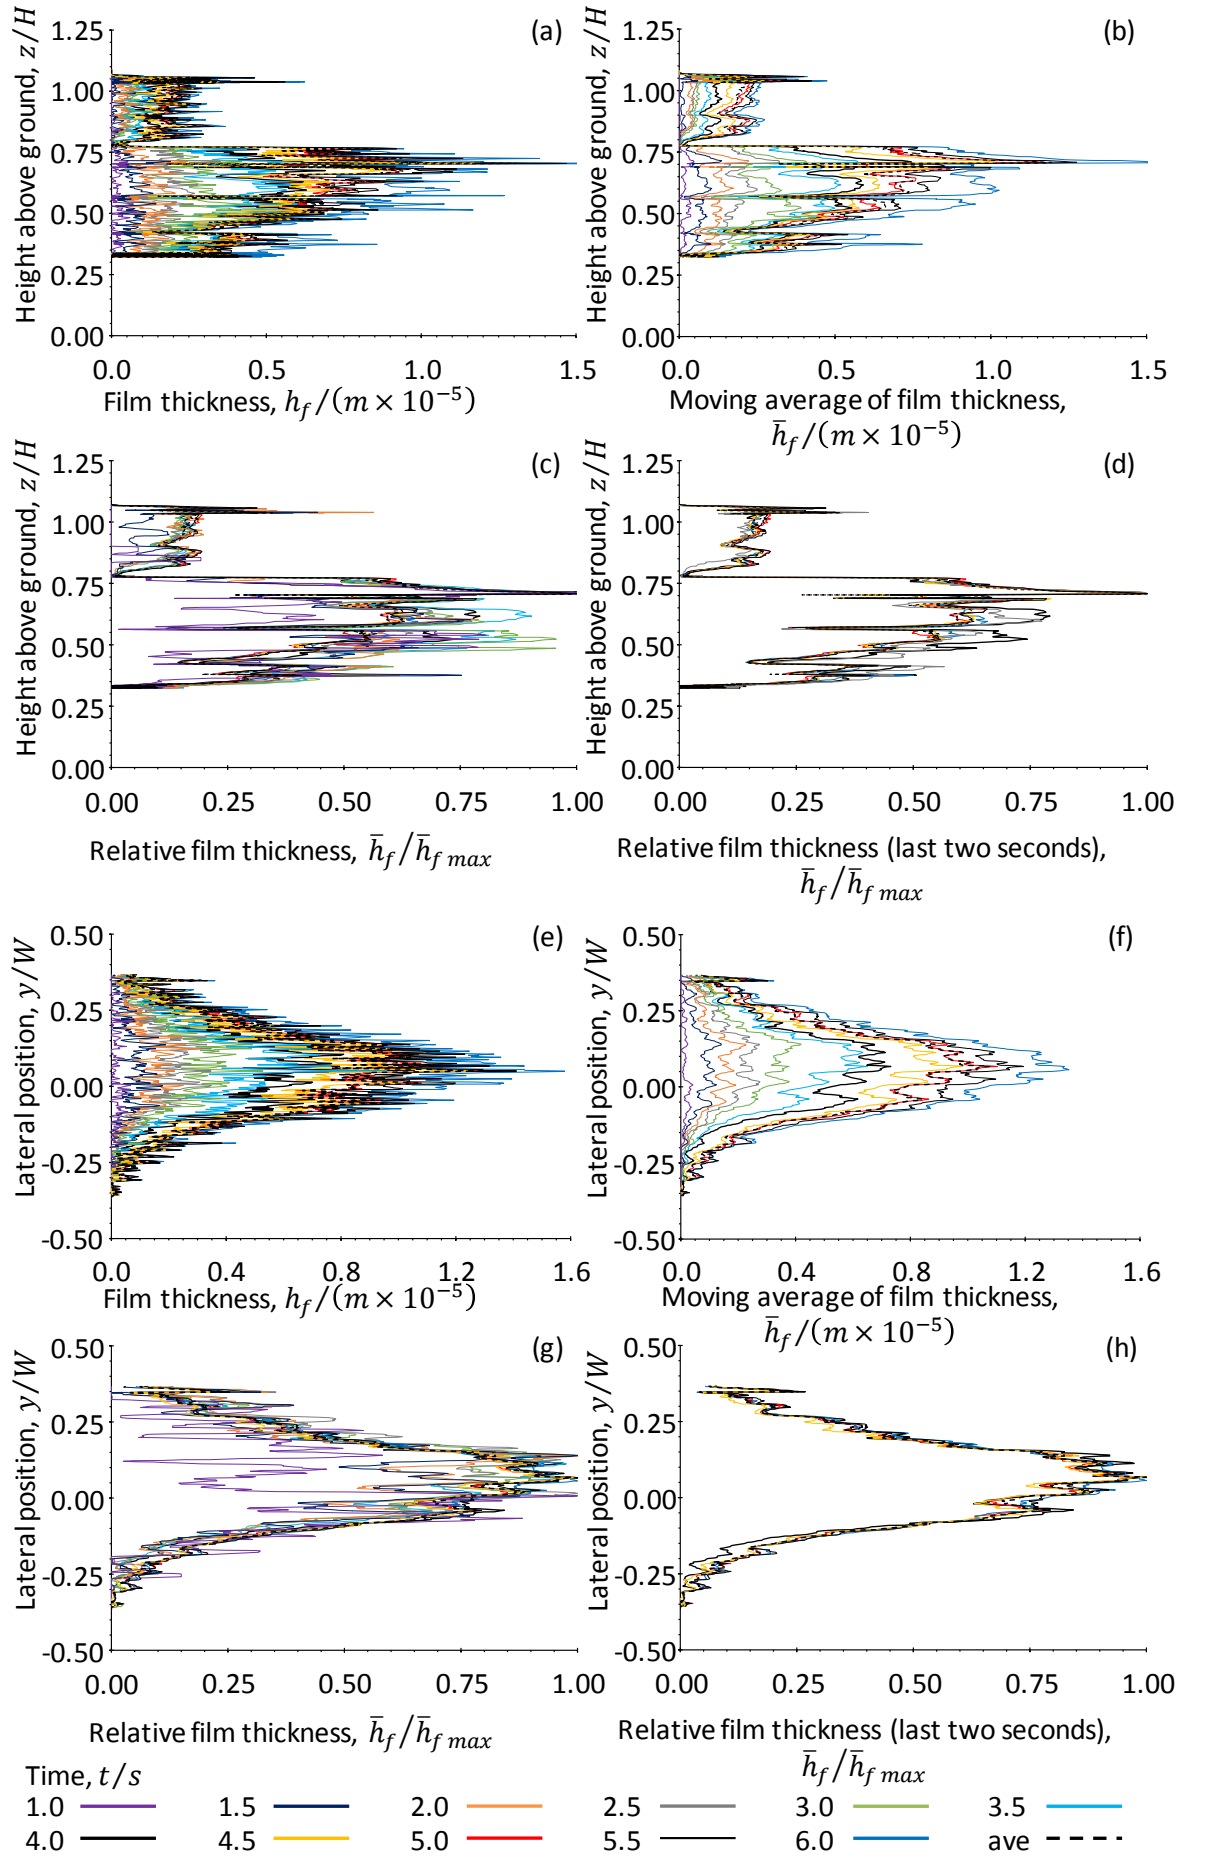 (a)
Height above ground, z/H
1.25
1.00
0.75
0.50
0.25
0.00
0.0 0.5 1.0 1.5
Film thickness, h_f/(m × 10⁻⁵)
(b)
Height above ground, z/H
1.25
1.00
0.75
0.50
0.25
0.00
0.0 0.5 1.0 1.5
Moving average of film thickness,
h̄_f/(m × 10⁻⁵)
(c)
Height above ground, z/H
1.25
1.00
0.75
0.50
0.25
0.00
0.00 0.25 0.50 0.75 1.00
Relative film thickness, h̄_f/h̄_f max
(d)
Height above ground, z/H
1.25
1.00
0.75
0.50
0.25
0.00
0.00 0.25 0.50 0.75 1.00
Relative film thickness (last two seconds),
h̄_f/h̄_f max
(e)
Lateral position, y/W
0.50
0.25
0.00
-0.25
-0.50
0.0 0.4 0.8 1.2 1.6
Film thickness, h_f/(m × 10⁻⁵)
(f)
Lateral position, y/W
0.50
0.25
0.00
-0.25
-0.50
0.0 0.4 0.8 1.2 1.6
Moving average of film thickness,
h̄_f/(m × 10⁻⁵)
(g)
Lateral position, y/W
0.50
0.25
0.00
-0.25
-0.50
0.00 0.25 0.50 0.75 1.00
Relative film thickness, h̄_f/h̄_f max
(h)
Lateral position, y/W
0.50
0.25
0.00
-0.25
-0.50
0.00 0.25 0.50 0.75 1.00
Relative film thickness (last two seconds),
h̄_f/h̄_f max
Time, t/s
1.0 1.5 2.0 2.5 3.0 3.5
4.0 4.5 5.0 5.5 6.0 ave